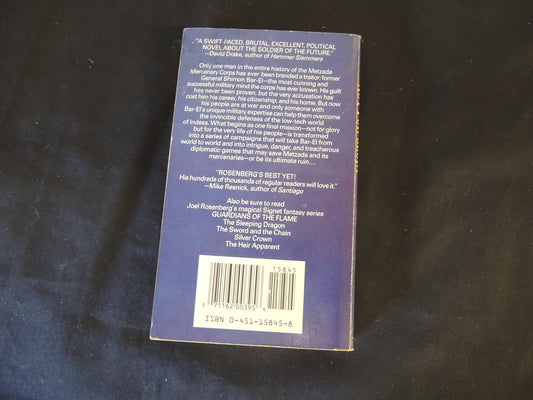 "A SWIFT-PACED, BRUTAL, EXCELLENT, POLITICAL
NOVEL ABOUT THE SOLDIER OF THE FUTURE."
—David Drake, author of Hammer Slammers
Only one man in the entire history of the Metzada
Mercenary Corps has ever been branded a traitor: former
General Shimon Bar-El—the most cunning and
successful military mind the corps has ever known. His guilt
has never been proven, but the very accusation has
cost him his career, his citizenship, and his home. But now
his people are at war and only someone with
Bar-El's unique military expertise can help them overcome
the invincible defenses of the low-tech world
of Indess. What begins as one final mission—not for glory
but for the very life of his people—is transformed
into a series of campaigns that will take Bar-El from
world to world and into intrigue, danger, and treacherous
diplomatic games that may save Metzada and its
mercenaries—or be its ultimate ruin....
"ROSENBERG'S BEST YET!
His hundreds of thousands of regular readers will love it."
—Mike Resnick, author of Santiago
Also be sure to read
Joel Rosenberg's magical Signet fantasy series
GUARDIANS OF THE FLAME
The Sleeping Dragon
The Sword and the Chain
Silver Crown
The Heir Apparent
15845
0 71162 00395 4
ISBN 0-451-15845-8